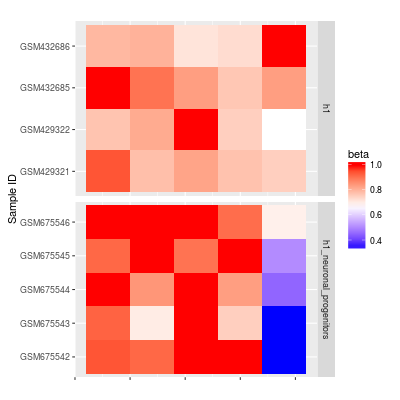 Sample ID
GSM432686
GSM432685
GSM429322
GSM429321
h1
GSM675546
GSM675545
GSM675544
GSM675543
GSM675542
h1_neuronal_progenitors
beta
1.0
0.8
0.6
0.4